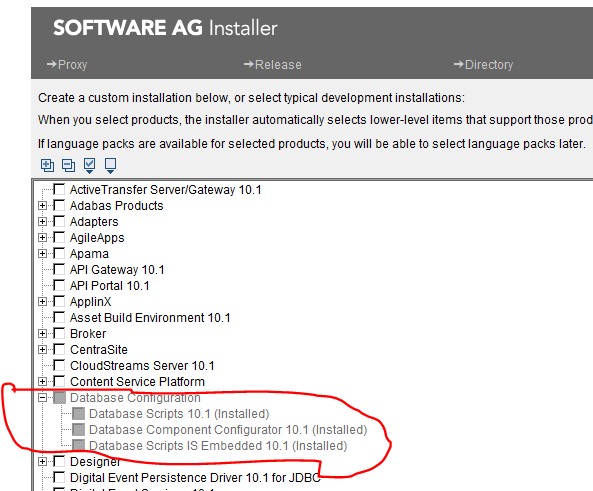 SOFTWARE AG Installer
Proxy Release Directory
Create a custom installation below, or select typical development installations:
When you select products, the installer automatically selects lower-level items that support those prod
If language packs are available for selected products, you will be able to select language packs later.
ActiveTransfer Server/Gateway 10.1
Adabas Products
Adapters
AgileApps
Apama
API Gateway 10.1
API Portal 10.1
ApplinX
Asset Build Environment 10.1
Broker
CentraSite
CloudStreams Server 10.1
Content Service Platform
Database Configuration
Database Scripts 10.1 (Installed)
Database Component Configurator 10.1 (Installed)
Database Scripts IS Embedded 10.1 (Installed)
Designer
Digital Event Persistence Driver 10.1 for JDBC